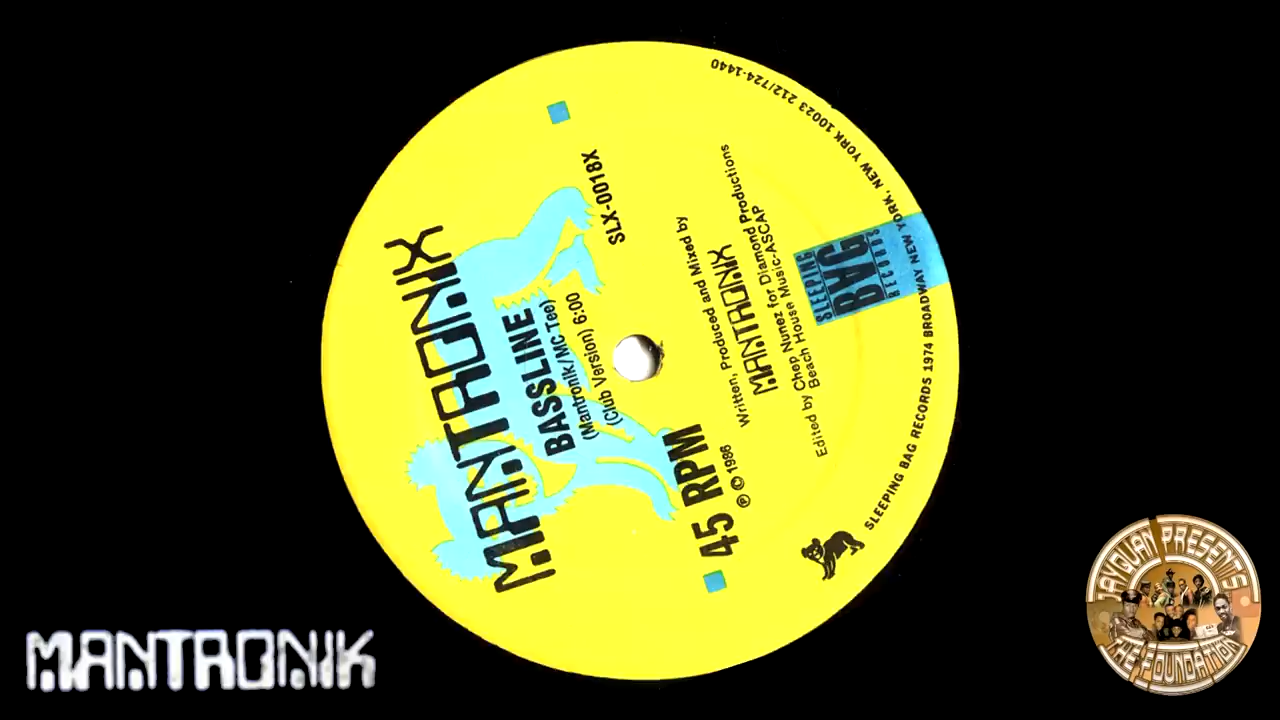 MANTRONIX
BASSLINE
(Mantronik/MC Tee)
(Club Version) 6:00
SLX-0018X
45 RPM
℗ © 1986
Written, Produced and Mixed by
MANTRONIX
Edited by Chep Nunez for Diamond Productions
Beach House Music-ASCAP
SLEEPING
BAG
RECORDS
SLEEPING BAG RECORDS 1974 BROADWAY NEW YORK, NEW YORK 10023 212/724-1440
MANTRONIK
JAYQUAN PRESENTS
THE FOUNDATION